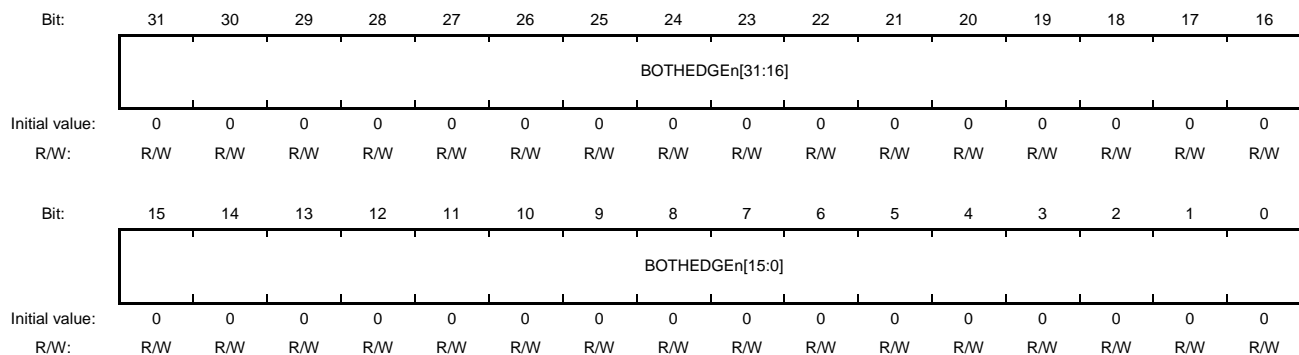 Bit: 31 30 29 28 27 26 25 24 23 22 21 20 19 18 17 16
BOTHEDGEn[31:16]
Initial value: 0 0 0 0 0 0 0 0 0 0 0 0 0 0 0 0
R/W: R/W R/W R/W R/W R/W R/W R/W R/W R/W R/W R/W R/W R/W R/W R/W R/W
Bit: 15 14 13 12 11 10 9 8 7 6 5 4 3 2 1 0
BOTHEDGEn[15:0]
Initial value: 0 0 0 0 0 0 0 0 0 0 0 0 0 0 0 0
R/W: R/W R/W R/W R/W R/W R/W R/W R/W R/W R/W R/W R/W R/W R/W R/W R/W